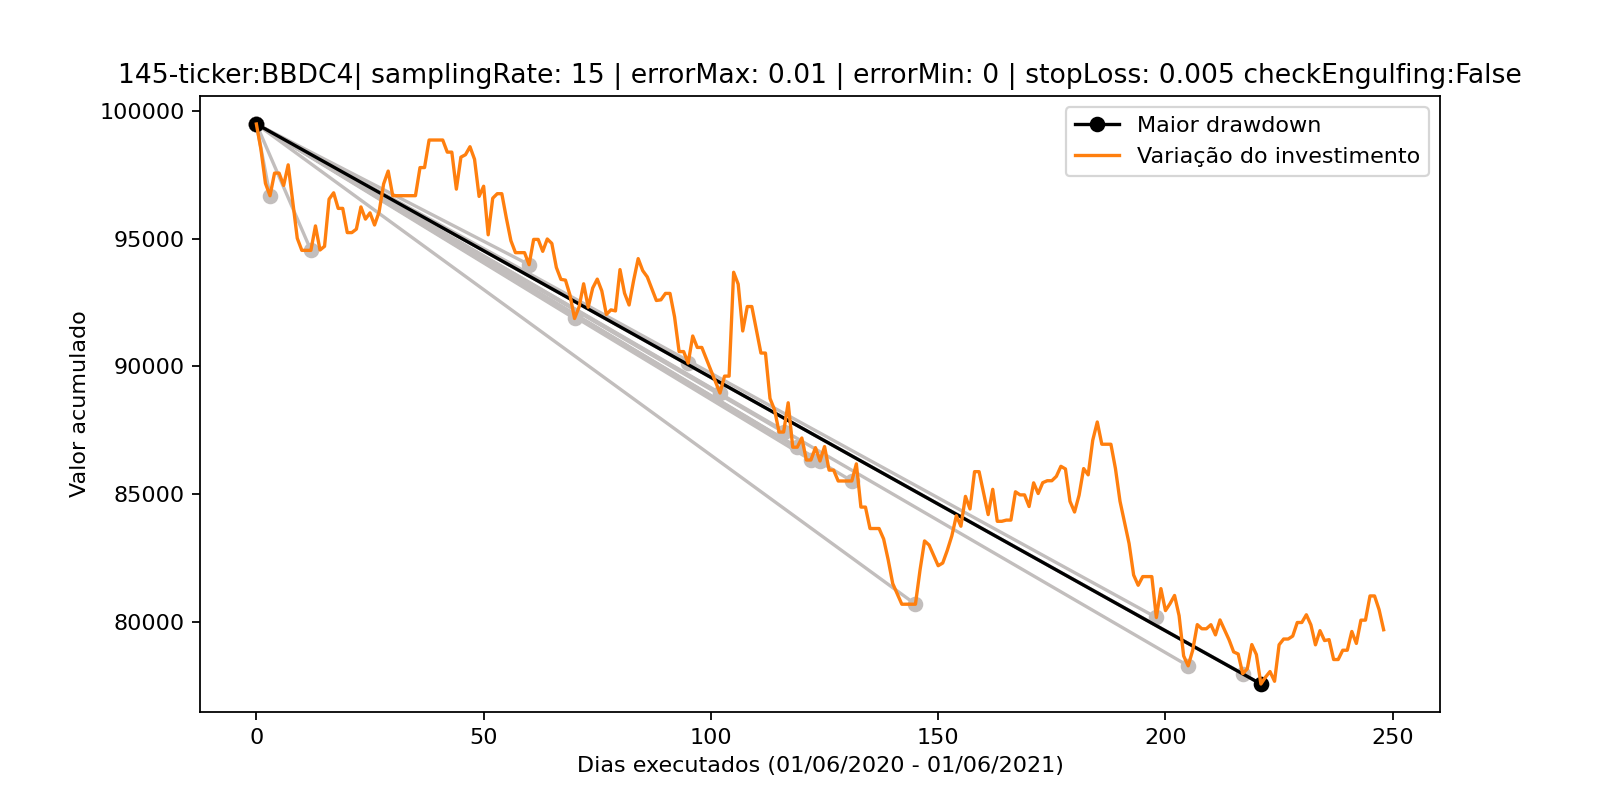 145-ticker:BBDC4| samplingRate: 15 | errorMax: 0.01 | errorMin: 0 | stopLoss: 0.005 checkEngulfing:False
Maior drawdown
Variação do investimento
Valor acumulado
100000
95000
90000
85000
80000
0 50 100 150 200 250
Dias executados (01/06/2020 - 01/06/2021)